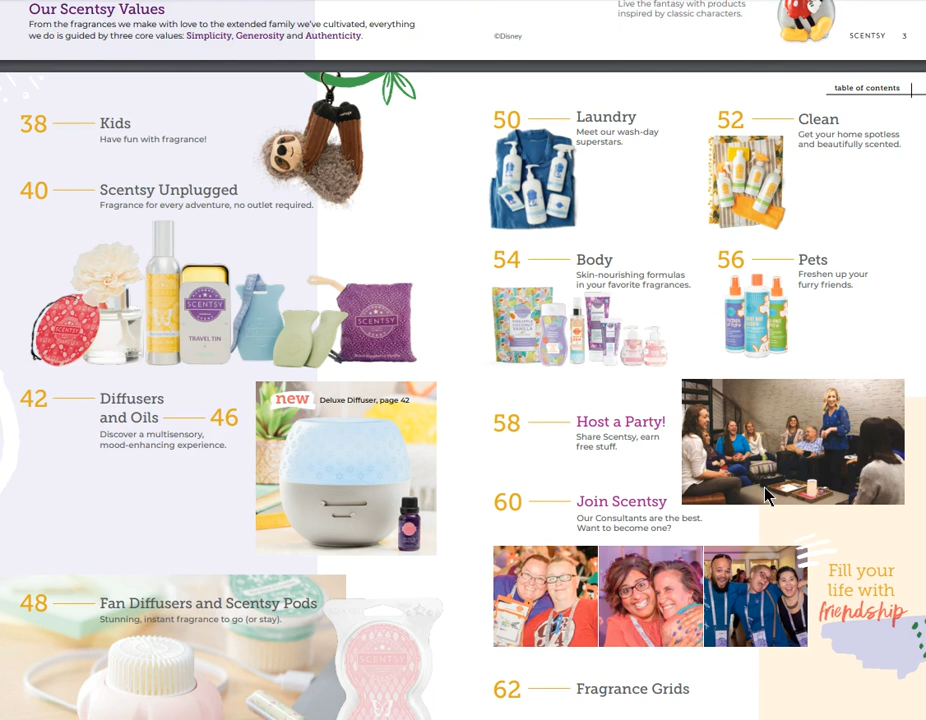 Our Scentsy Values
From the fragrances we make with love to the extended family we've cultivated, everything
we do is guided by three core values: Simplicity, Generosity and Authenticity.
Live the fantasy with products
inspired by classic characters.
©Disney
SCENTSY 3
table of contents
38 Kids
Have fun with fragrance!
40 Scentsy Unplugged
Fragrance for every adventure, no outlet required.
SCENTSY
SCENTSY
TRAVEL TIN
SCENTSY
42 Diffusers
and Oils 46
Discover a multisensory,
mood-enhancing experience.
new Deluxe Diffuser, page 42
48 Fan Diffusers and Scentsy Pods
Stunning, instant fragrance to go (or stay).
SCENTSY
50 Laundry
Meet our wash-day
superstars.
52 Clean
Get your home spotless
and beautifully scented.
54 Body
Skin-nourishing formulas
in your favorite fragrances.
56 Pets
Freshen up your
furry friends.
58 Host a Party!
Share Scentsy, earn
free stuff.
60 Join Scentsy
Our Consultants are the best.
Want to become one?
Fill your
life with
friendship
62 Fragrance Grids